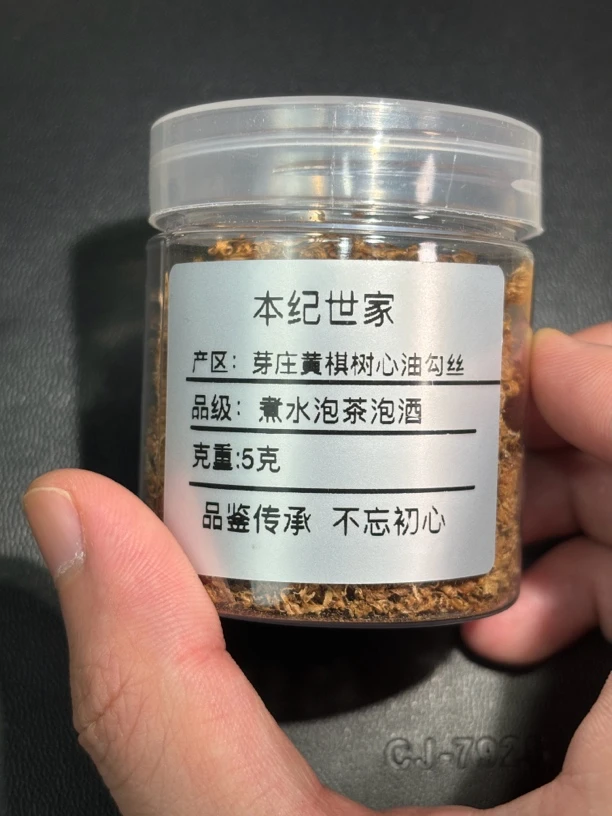 本纪世家
产区：芽庄黄棋树心油勾丝
品级：煮水泡茶泡酒
克重:5克
品鉴传承 不忘初心